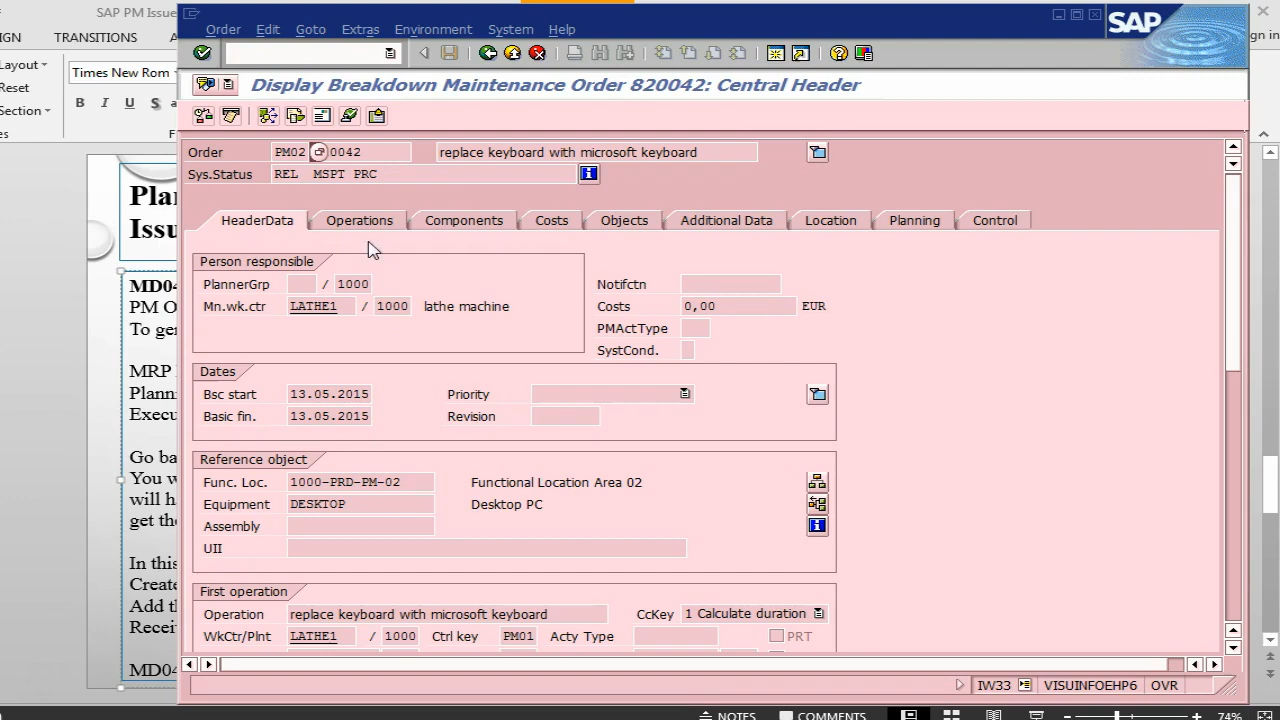 SAP PM Issue
IGN TRANSITIONS
Layout
Reset
Section
Times New Rom
B I U S
Sign in
Order Edit Goto Extras Environment System Help
SAP
Display Breakdown Maintenance Order 820042: Central Header
Order PM02 0042 replace keyboard with microsoft keyboard
Sys.Status REL MSPT PRC
HeaderData Operations Components Costs Objects Additional Data Location Planning Control
Person responsible
PlannerGrp / 1000 Notifctn
Mn.wk.ctr LATHE1 / 1000 lathe machine Costs 0,00 EUR
PMActType
SystCond.
Dates
Bsc start 13.05.2015 Priority
Basic fin. 13.05.2015 Revision
Reference object
Func. Loc. 1000-PRD-PM-02 Functional Location Area 02
Equipment DESKTOP Desktop PC
Assembly
UII
First operation
Operation replace keyboard with microsoft keyboard CcKey 1 Calculate duration
WkCtr/Plnt LATHE1 / 1000 Ctrl key PM01 Acty Type PRT
IW33 VISUINFOEHP6 OVR
Pla
Issu
MD04
PM O
To ge
MRP
Plann
Execu
Go ba
You w
will h
get the
In this
Create
Add th
Recei
MD04
NOTES COMMENTS 74%